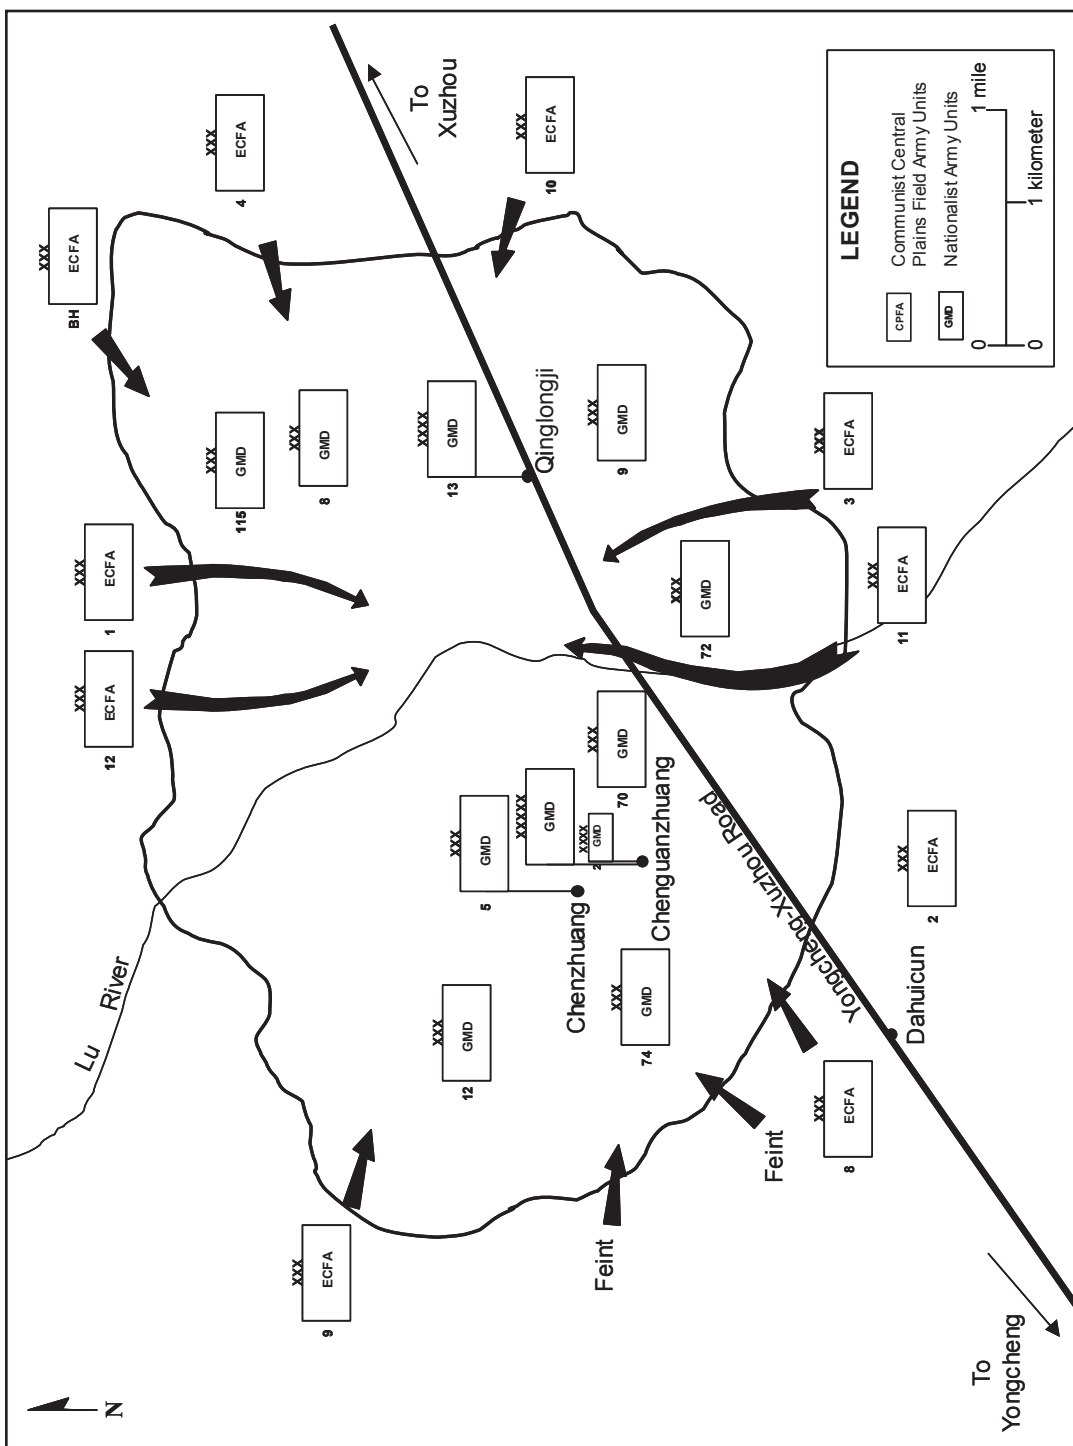 N
Lu River
XXX
ECFA
BH
XXX
ECFA
12
XXX
ECFA
1
XXX
ECFA
4
XXX
GMD
115
XXX
GMD
8
XXX
ECFA
9
XXXX
GMD
13
Qinglongji
To
Xuzhou
XXX
GMD
12
XXX
GMD
5
XXXXX
GMD
XXXX
GMD
2
Chenzhuang
Chenguanzhuang
XXX
ECFA
10
XXX
GMD
70
XXX
GMD
9
XXX
GMD
74
XXX
GMD
72
Feint
Feint
Yongcheng-Xuzhou Road
XXX
ECFA
8
XXX
ECFA
3
XXX
ECFA
11
XXX
ECFA
2
Dahuicun
To
Yongcheng
LEGEND
CPFA
Communist Central
Plains Field Army Units
GMD
Nationalist Army Units
0
1 mile
0
1 kilometer